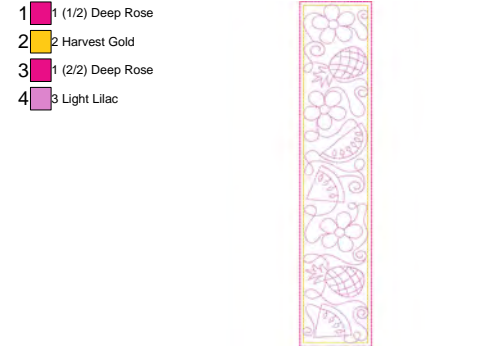 1 1 (1/2) Deep Rose
2 2 Harvest Gold
3 1 (2/2) Deep Rose
4 3 Light Lilac